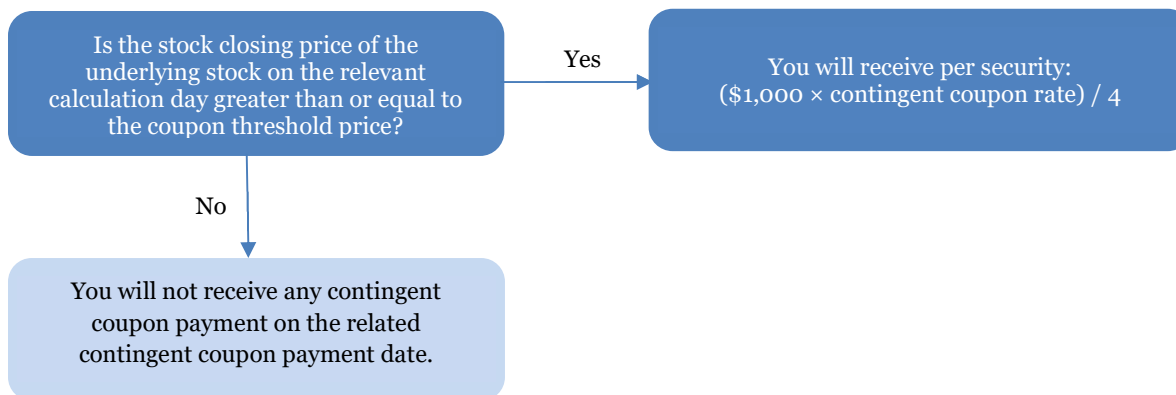 Is the stock closing price of the
underlying stock on the relevant
calculation day greater than or equal to
the coupon threshold price?
Yes
You will receive per security:
($1,000 × contingent coupon rate) / 4
No
You will not receive any contingent
coupon payment on the related
contingent coupon payment date.